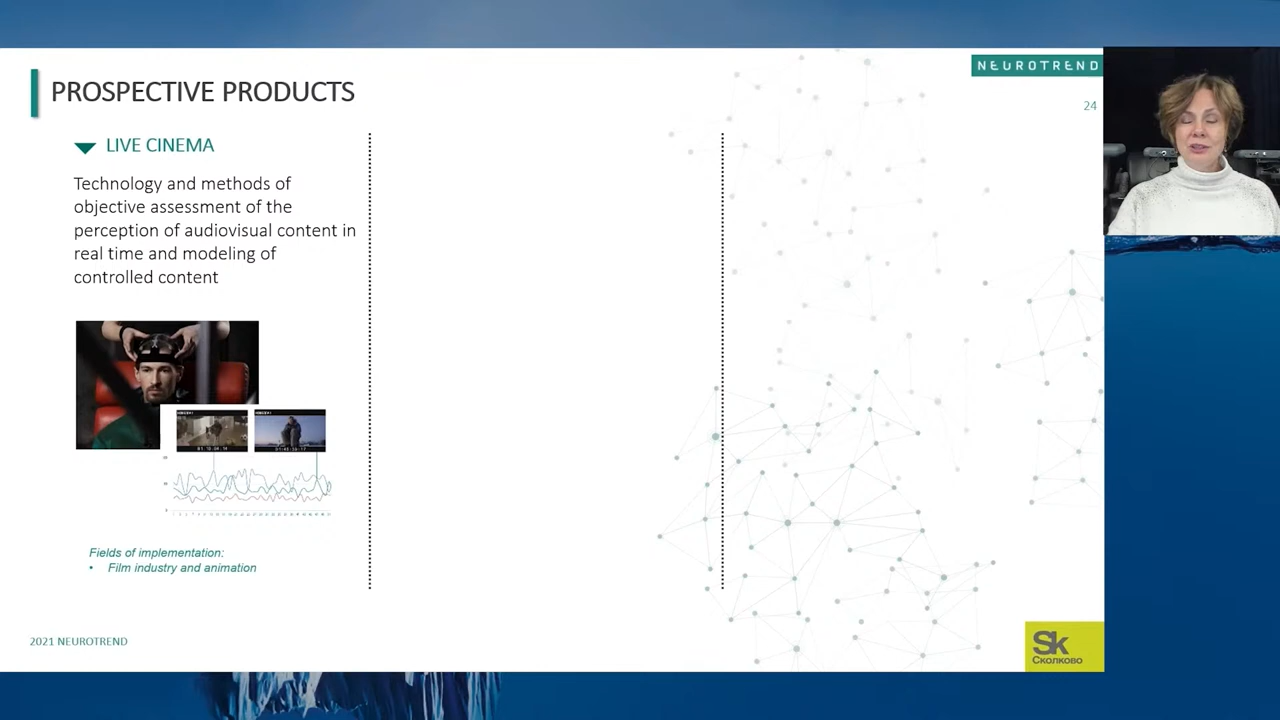 PROSPECTIVE PRODUCTS
NEUROTREND
24
LIVE CINEMA
Technology and methods of
objective assessment of the
perception of audiovisual content in
real time and modeling of
controlled content
Fields of implementation:
• Film industry and animation
2021 NEUROTREND
Sk
Сколково